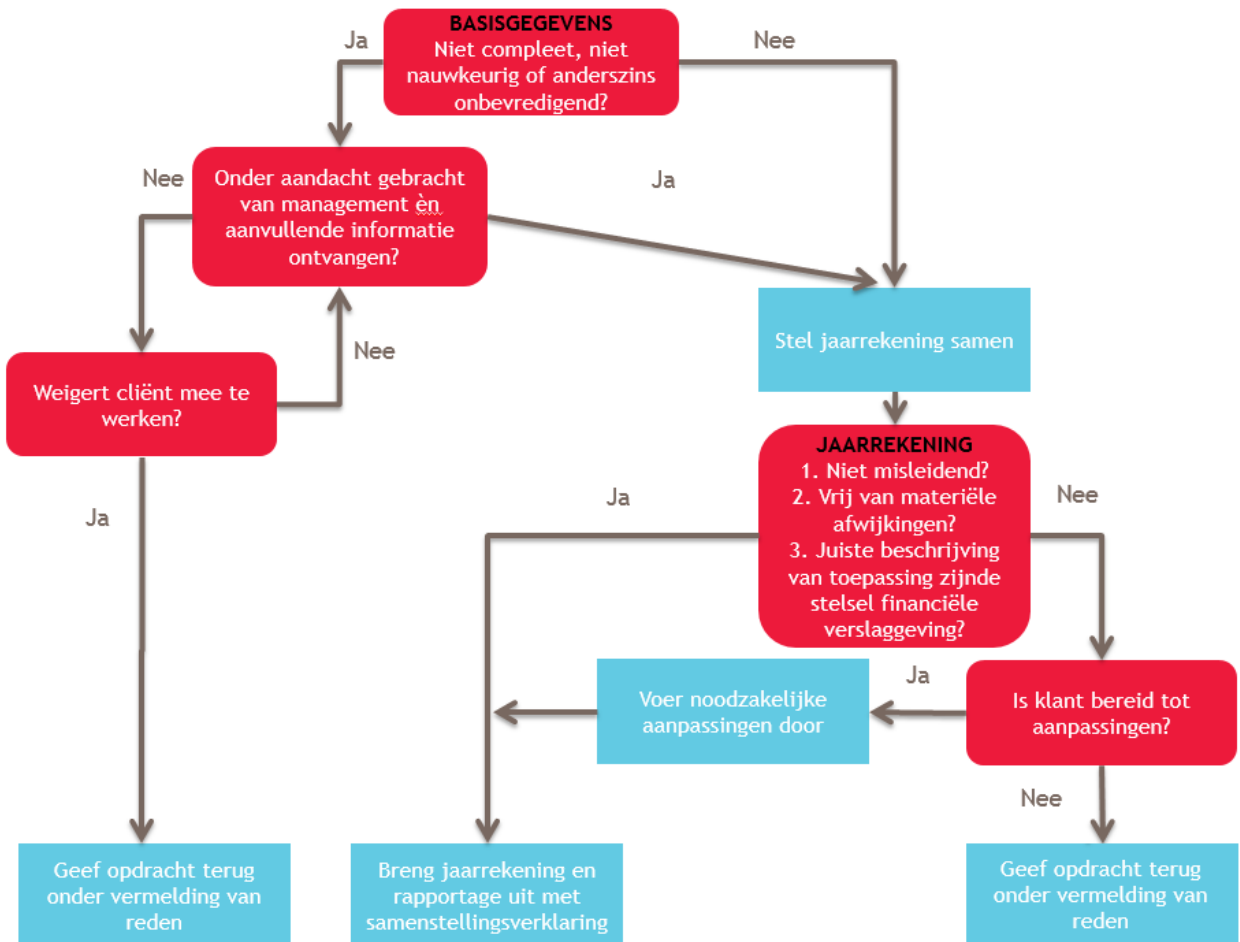 BASISGEGEVENS
Niet compleet, niet
nauwkeurig of anderszins
onbevredigend?
Ja
Nee
Onder aandacht gebracht
van management èn
aanvullende informatie
ontvangen?
Nee
Ja
Stel jaarrekening samen
Weigert cliënt mee te
werken?
Nee
Ja
JAARREKENING
1. Niet misleidend?
2. Vrij van materiële
afwijkingen?
3. Juiste beschrijving
van toepassing zijnde
stelsel financiële
verslaggeving?
Ja
Nee
Is klant bereid tot
aanpassingen?
Ja
Voer noodzakelijke
aanpassingen door
Nee
Geef opdracht terug
onder vermelding van
reden
Breng jaarrekening en
rapportage uit met
samenstellingsverklaring
Geef opdracht terug
onder vermelding van
reden